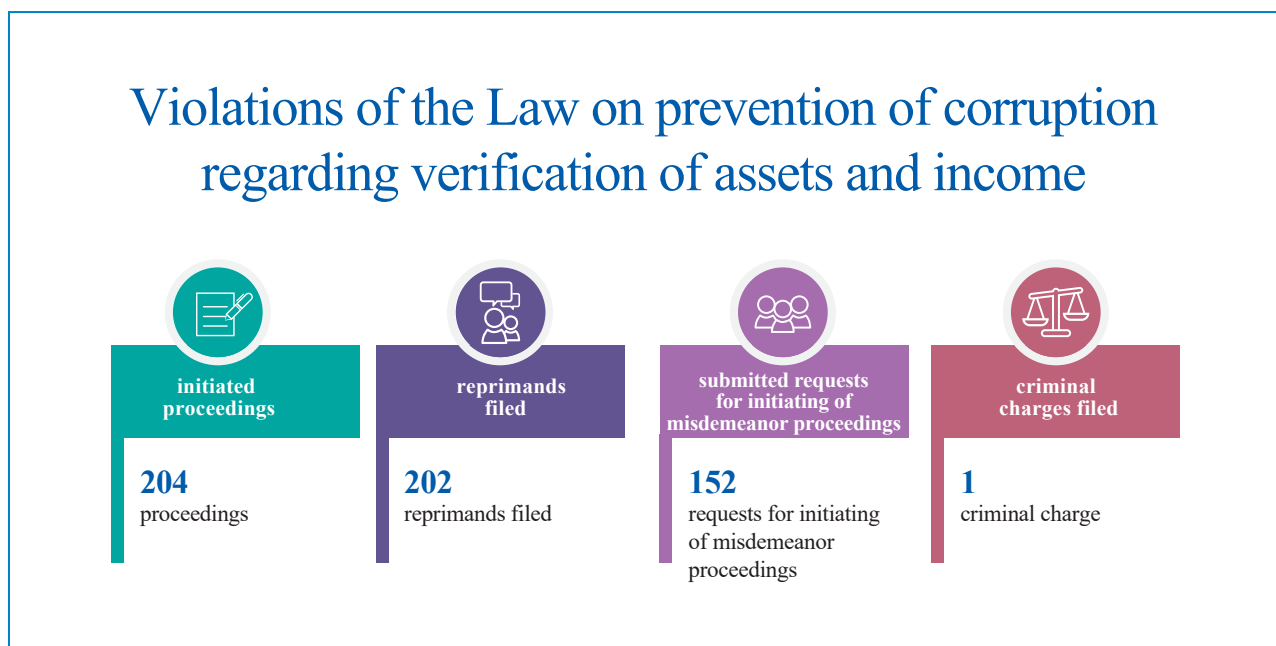 Violations of the Law on prevention of corruption
regarding verification of assets and income
initiated
proceedings
204
proceedings
reprimands
filed
202
reprimands filed
submitted requests
for initiating of
misdemeanor proceedings
152
requests for initiating
of misdemeanor
proceedings
criminal
charges filed
1
criminal charge